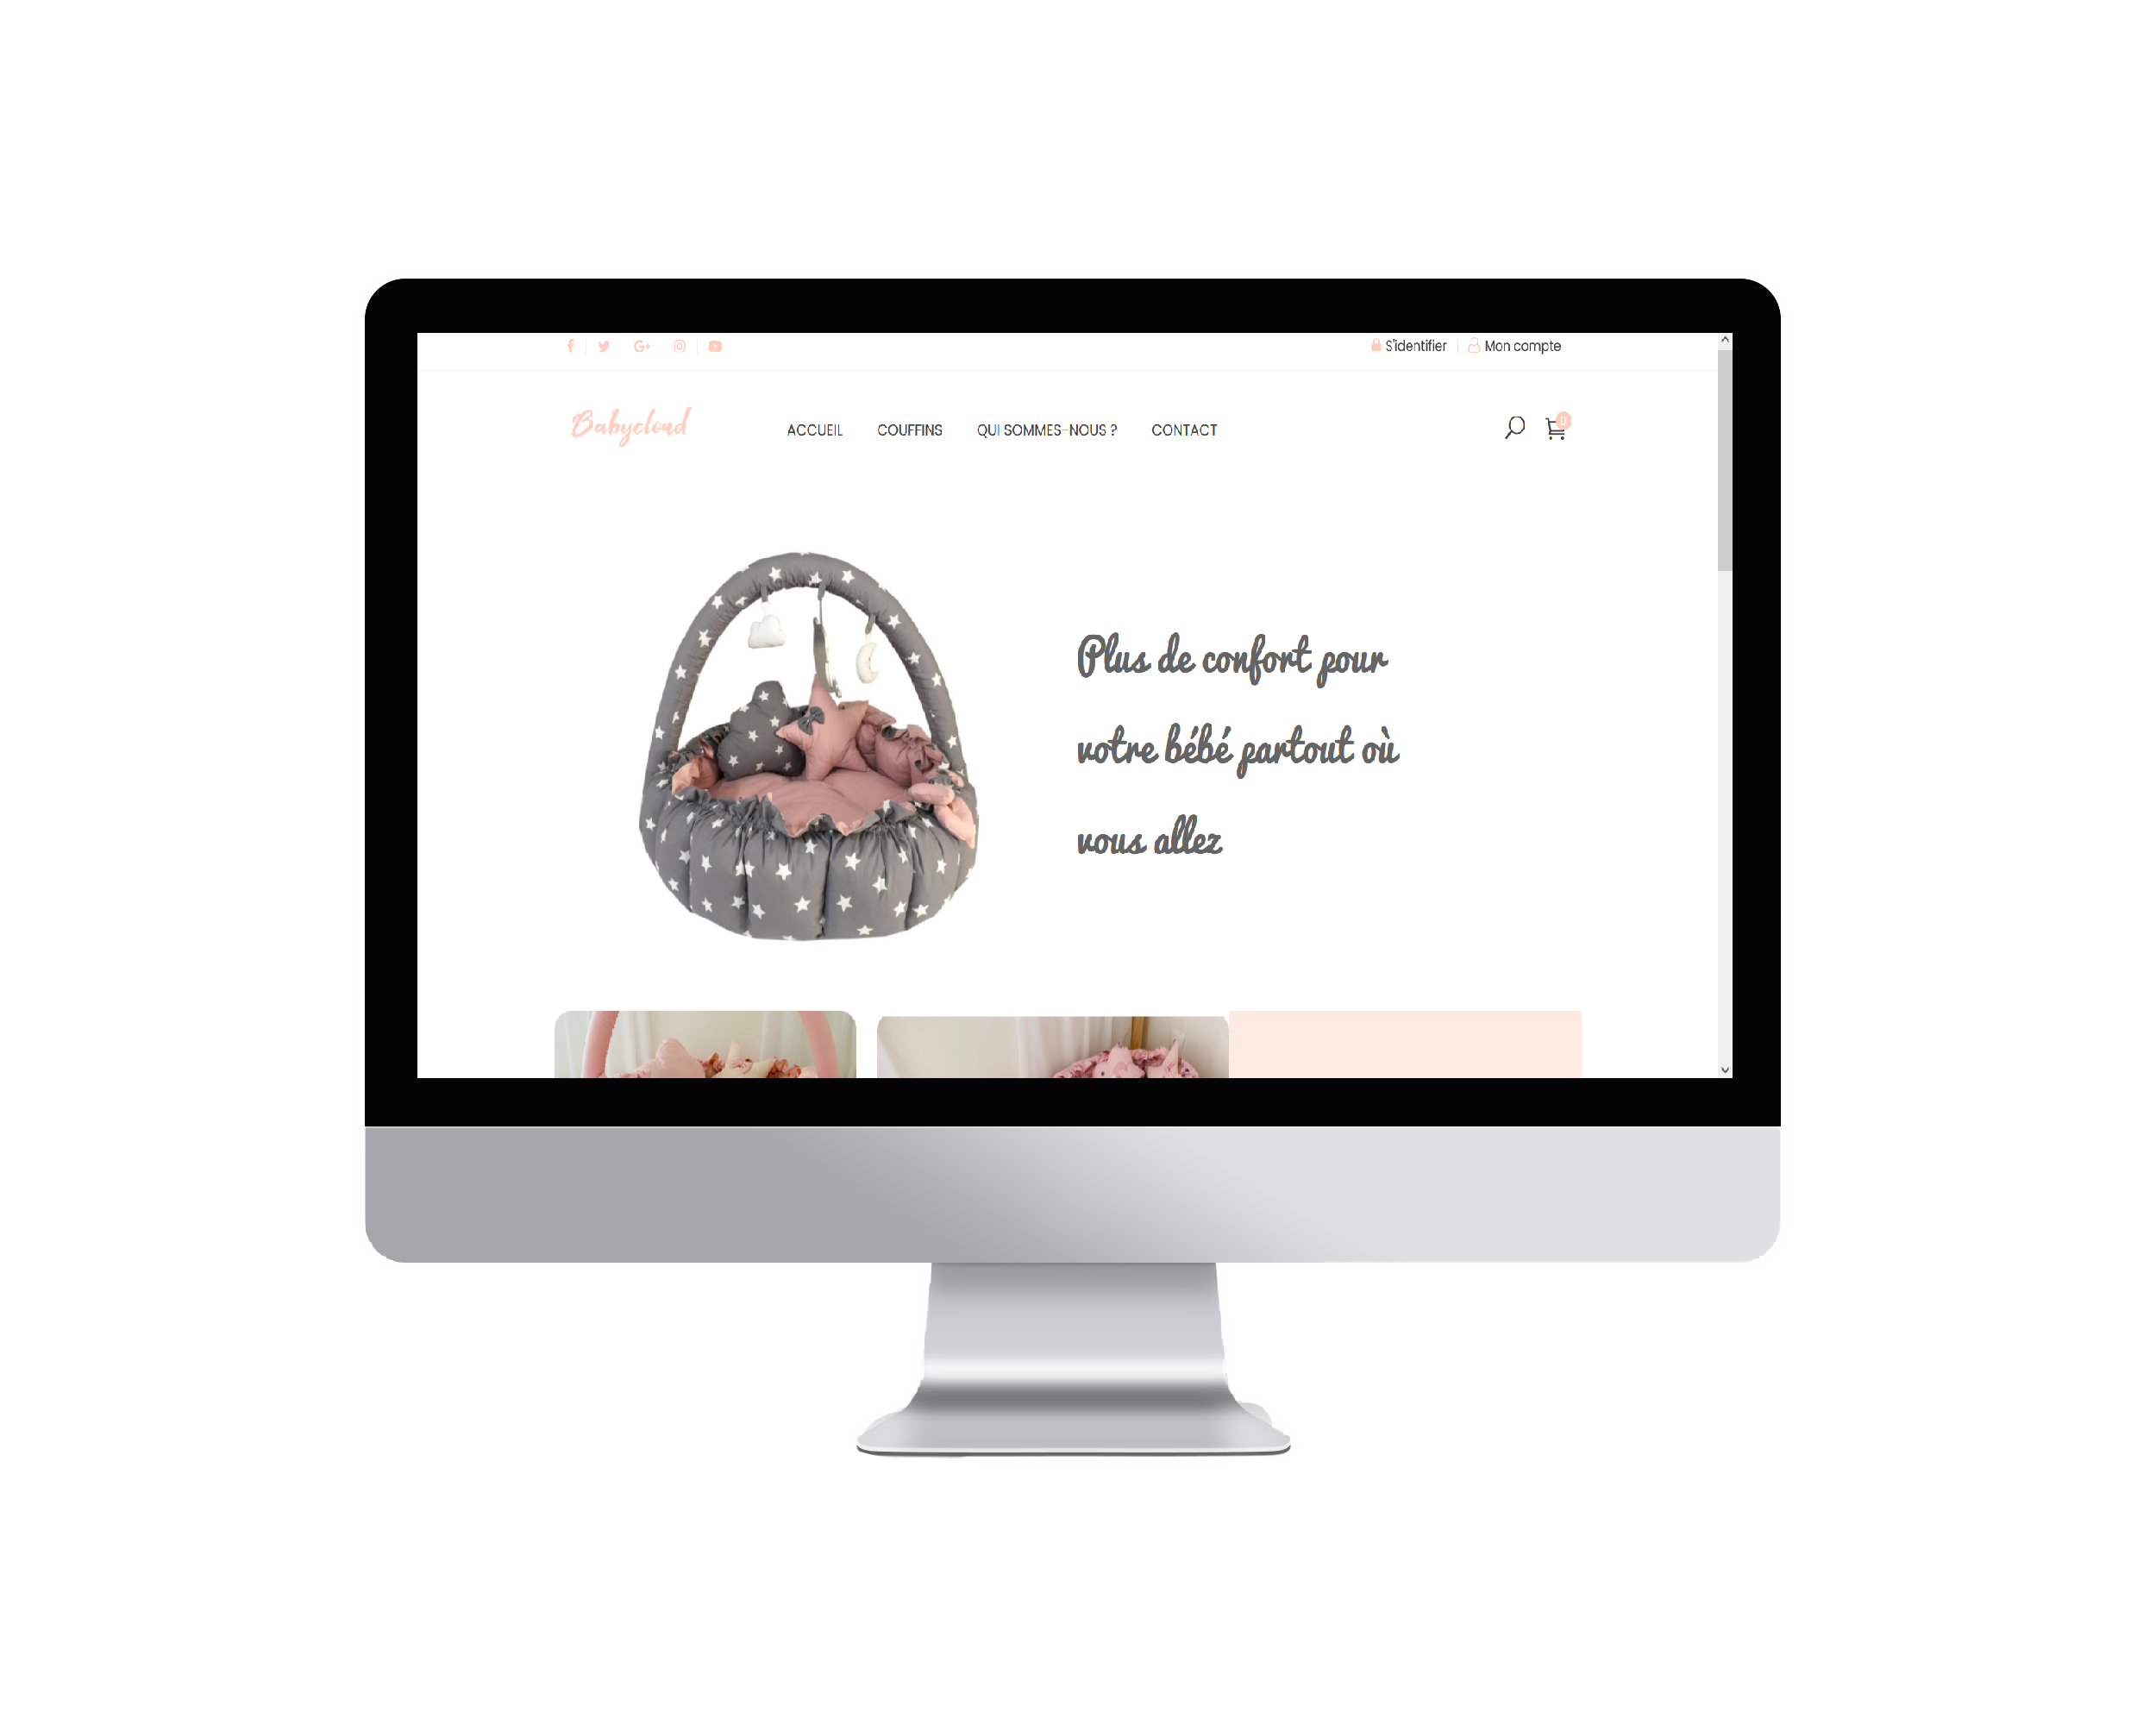 S'identifier Mon compte
Babycloud
ACCUEIL COUFFINS QUI SOMMES-NOUS ? CONTACT
0
Plus de confort pour
votre bébé partout où
vous allez